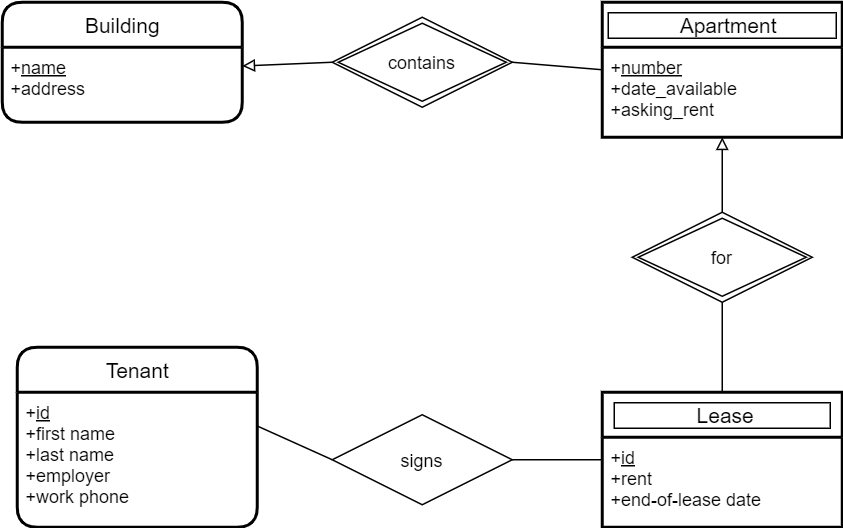 Building
+name
+address
contains
Apartment
+number
+date_available
+asking_rent
for
Tenant
+id
+first name
+last name
+employer
+work phone
signs
Lease
+id
+rent
+end-of-lease date